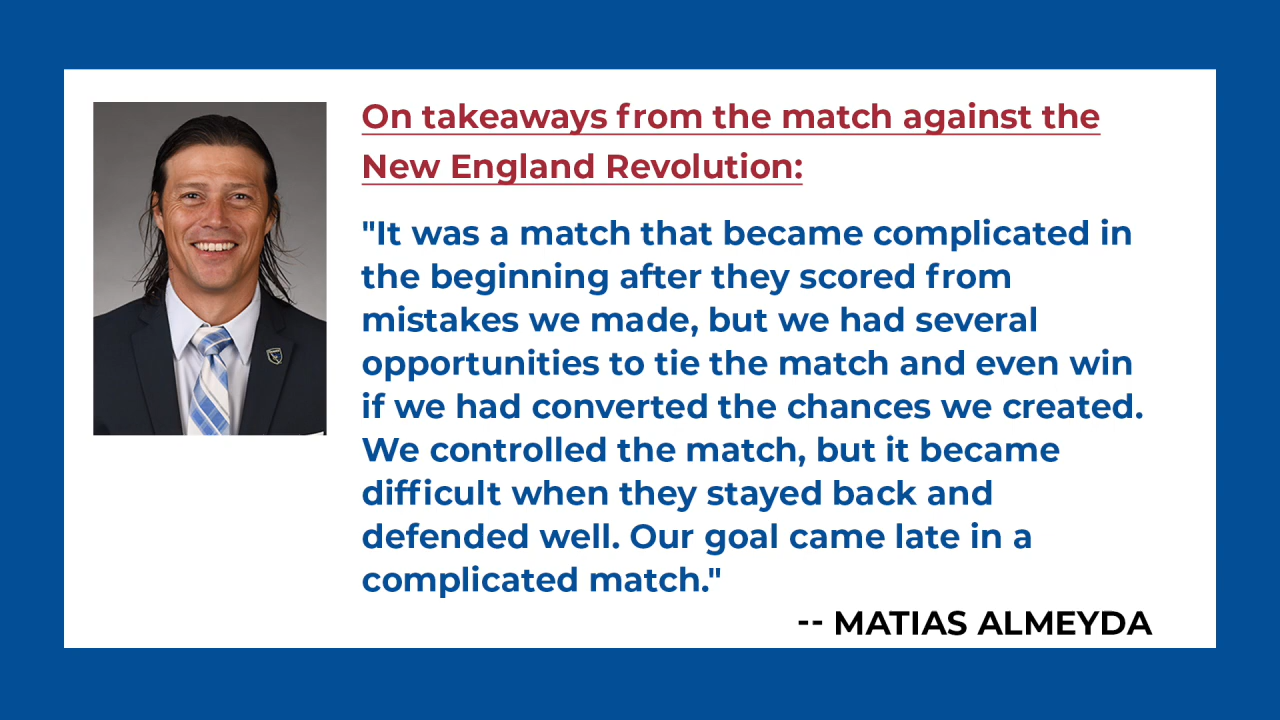 On takeaways from the match against the
New England Revolution:
"It was a match that became complicated in
the beginning after they scored from
mistakes we made, but we had several
opportunities to tie the match and even win
if we had converted the chances we created.
We controlled the match, but it became
difficult when they stayed back and
defended well. Our goal came late in a
complicated match."
-- MATIAS ALMEYDA